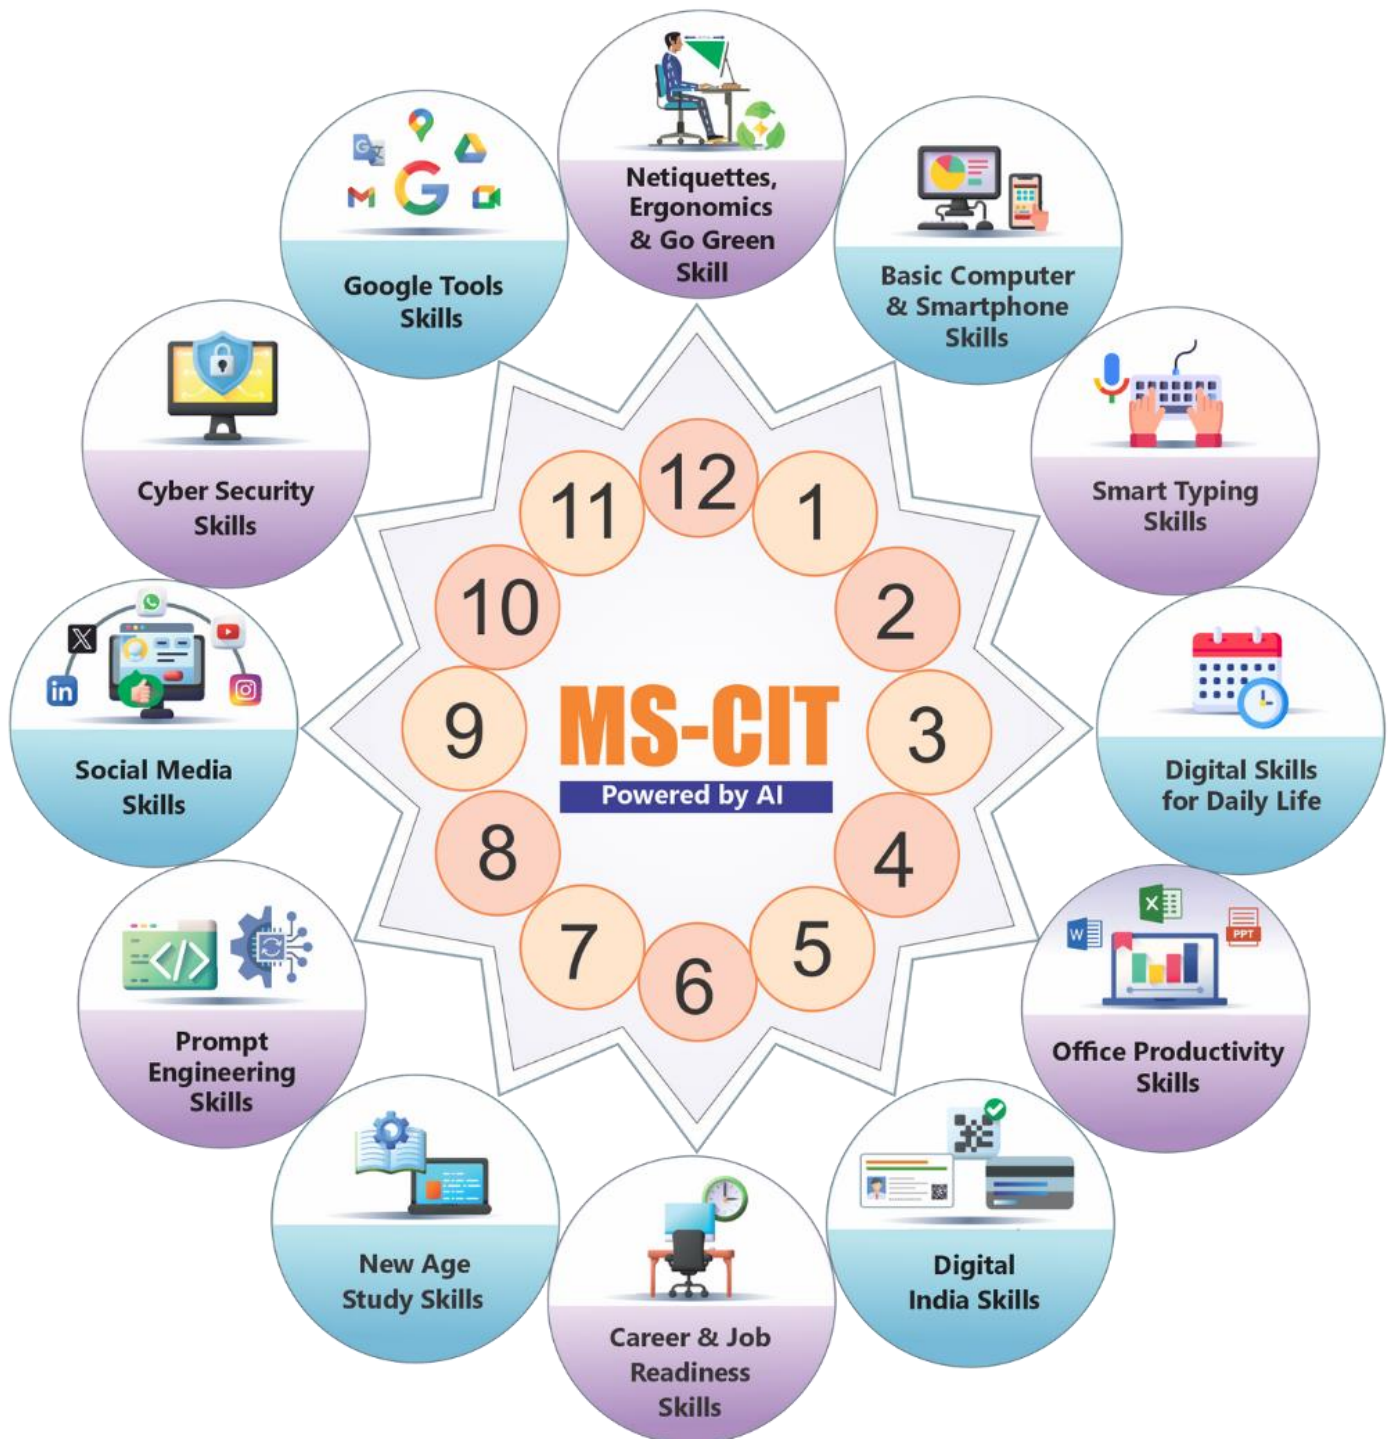 Netiquettes,
Ergonomics
& Go Green
Skill
Basic Computer
& Smartphone
Skills
Smart Typing
Skills
Digital Skills
for Daily Life
W
X
PPT
Office Productivity
Skills
Digital
India Skills
Career & Job
Readiness
Skills
New Age
Study Skills
</>
Prompt
Engineering
Skills
in
X
Social Media
Skills
Cyber Security
Skills
G
G
Google Tools
Skills
12
1
2
3
4
5
6
7
8
9
10
11
MS-CIT
Powered by AI